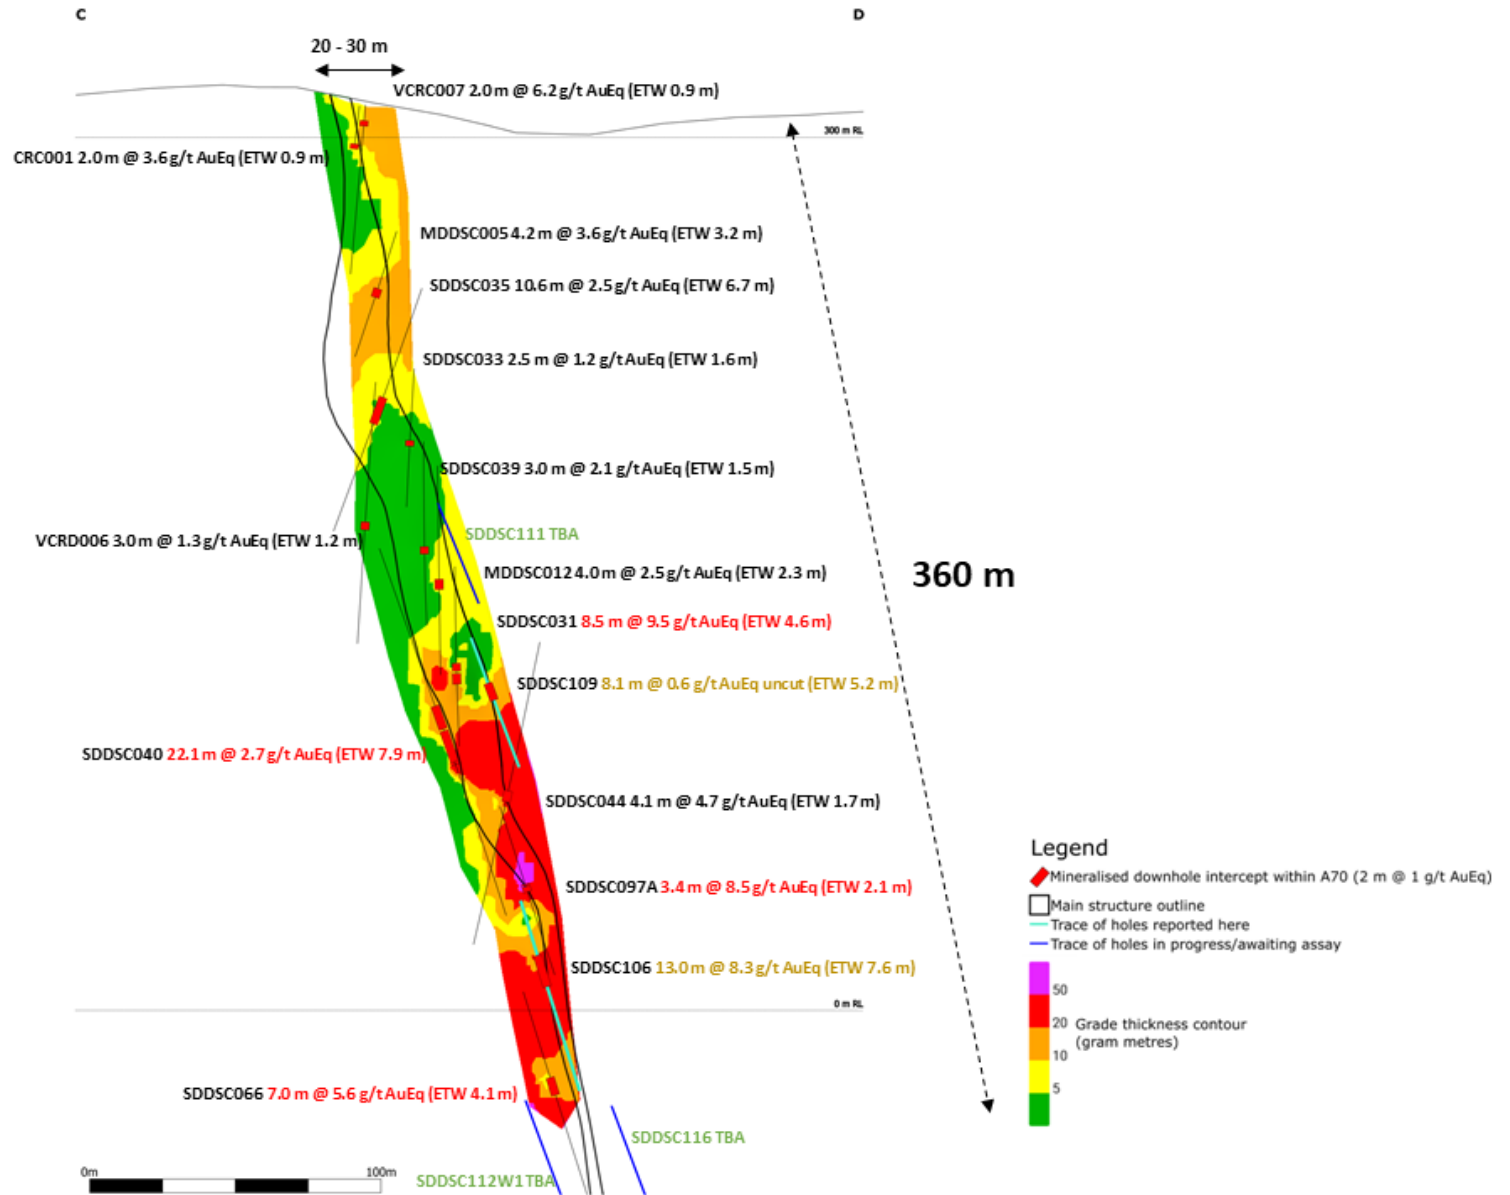 C
D
20 - 30 m
VCRC007 2.0 m @ 6.2 g/t AuEq (ETW 0.9 m)
300 m RL
CRC001 2.0 m @ 3.6 g/t AuEq (ETW 0.9 m)
MDDSC005 4.2 m @ 3.6 g/t AuEq (ETW 3.2 m)
SDDSC035 10.6 m @ 2.5 g/t AuEq (ETW 6.7 m)
SDDSC033 2.5 m @ 1.2 g/t AuEq (ETW 1.6 m)
SDDSC039 3.0 m @ 2.1 g/t AuEq (ETW 1.5 m)
SDDSC111 TBA
VCRD006 3.0 m @ 1.3 g/t AuEq (ETW 1.2 m)
MDDSC012 4.0 m @ 2.5 g/t AuEq (ETW 2.3 m)
360 m
SDDSC031 8.5 m @ 9.5 g/t AuEq (ETW 4.6 m)
SDDSC109 8.1 m @ 0.6 g/t AuEq uncut (ETW 5.2 m)
SDDSC040 22.1 m @ 2.7 g/t AuEq (ETW 7.9 m)
SDDSC044 4.1 m @ 4.7 g/t AuEq (ETW 1.7 m)
SDDSC097A 3.4 m @ 8.5 g/t AuEq (ETW 2.1 m)
SDDSC106 13.0 m @ 8.3 g/t AuEq (ETW 7.6 m)
0 m RL
SDDSC066 7.0 m @ 5.6 g/t AuEq (ETW 4.1 m)
SDDSC116 TBA
SDDSC112W1 TBA
0m
100m
Legend
Mineralised downhole intercept within A70 (2 m @ 1 g/t AuEq)
Main structure outline
Trace of holes reported here
Trace of holes in progress/awaiting assay
50
20
10
5
Grade thickness contour
(gram metres)